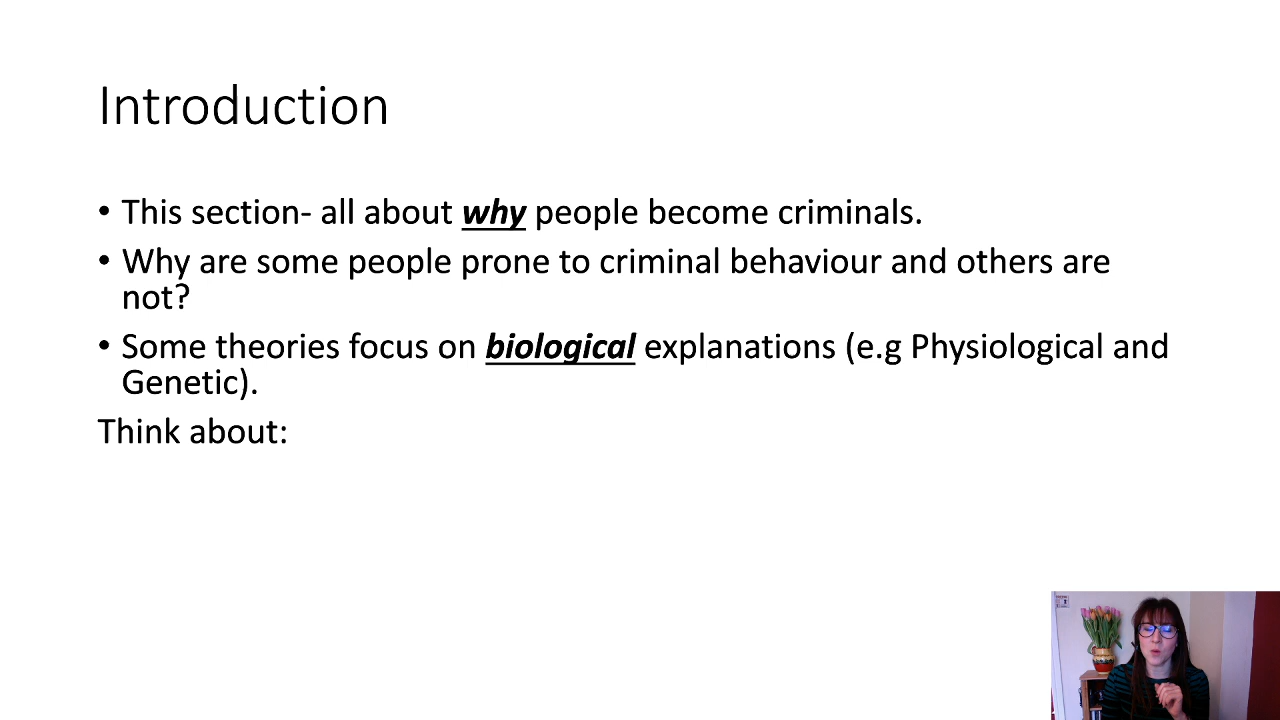 Introduction
• This section- all about why people become criminals.
• Why are some people prone to criminal behaviour and others are
not?
• Some theories focus on biological explanations (e.g Physiological and
Genetic).
Think about: